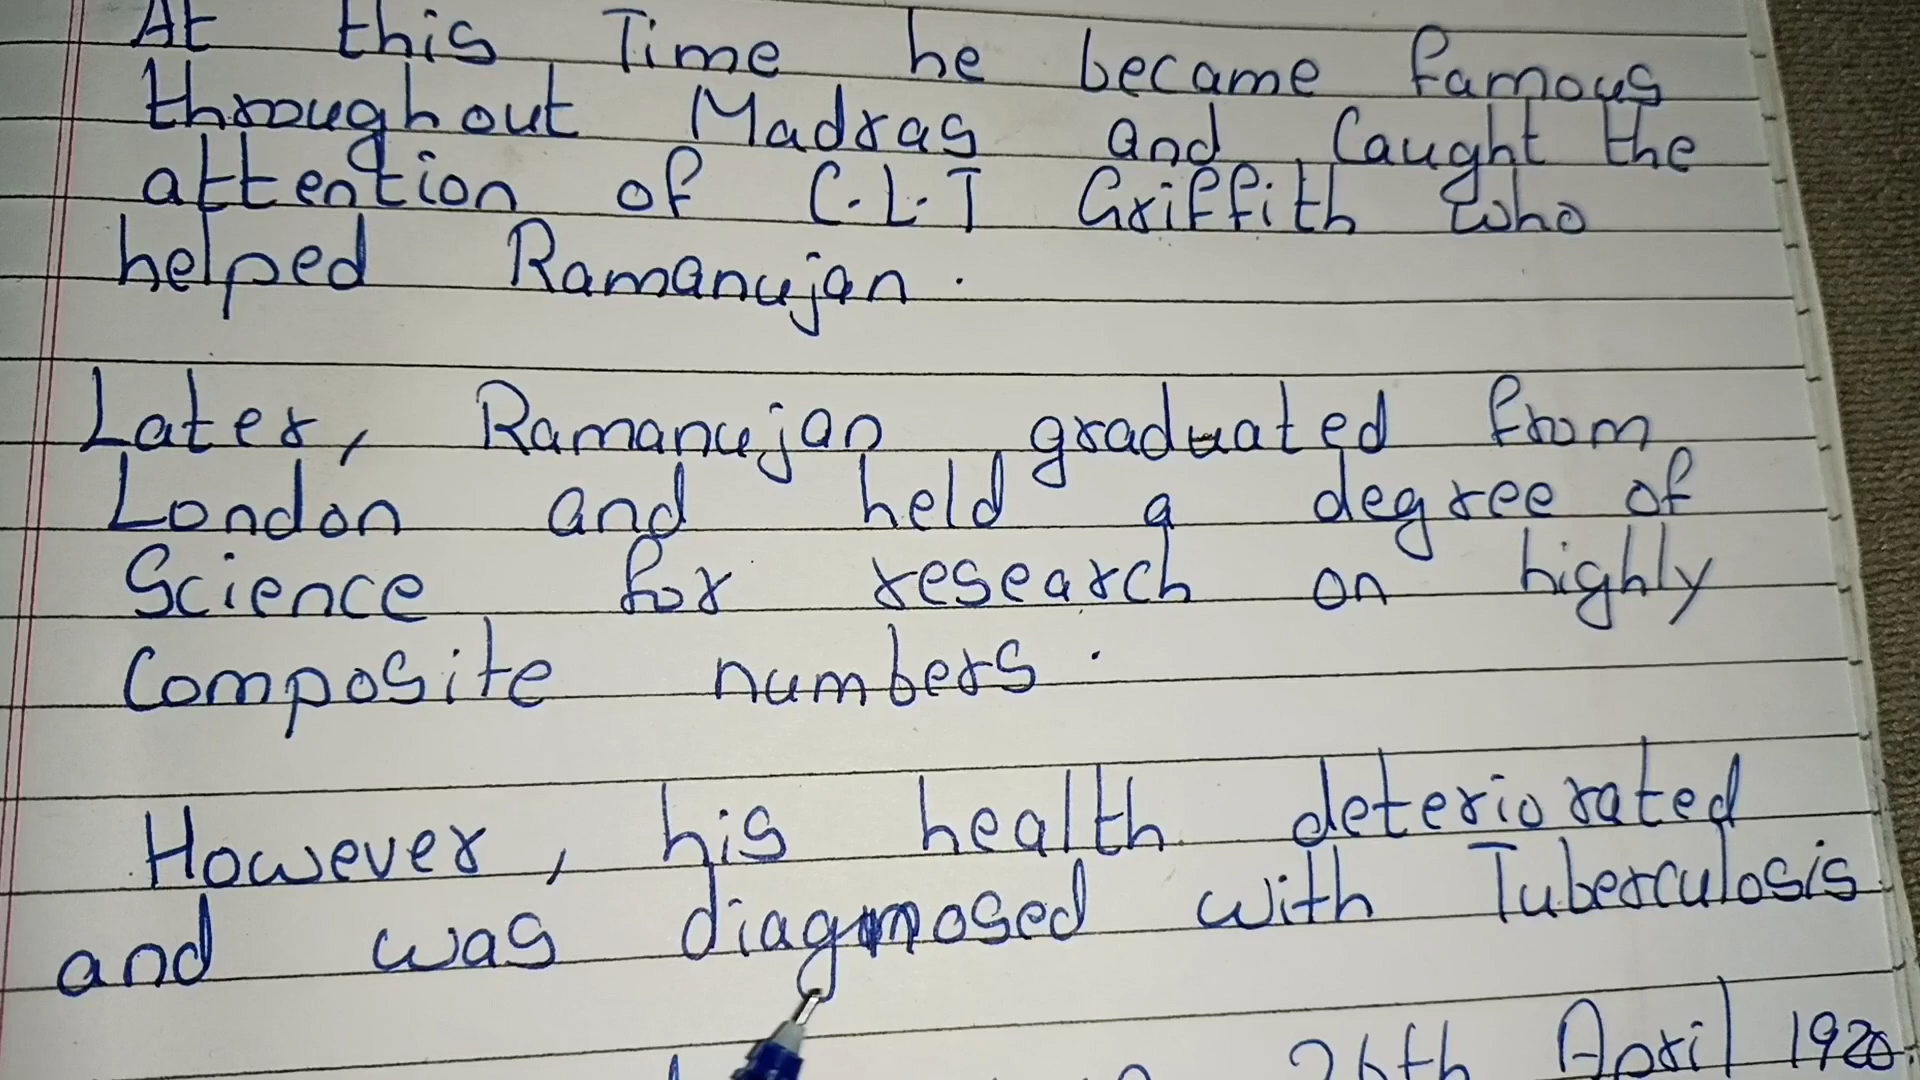 At this Time he became famous
throughout Madras and Caught the
attention of C.L.T Griffith who
helped Ramanujan.
Later, Ramanujan graduated from
London and held a degree of
Science for research on highly
Composite numbers.
However, his health deteriorated
and was diagnosed with Tuberculosis
26th April 1920.